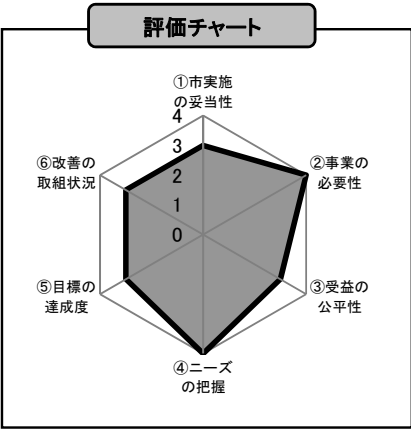 評価チャート
①市実施
の妥当性
4
3
2
1
0
②事業の
必要性
③受益の
公平性
④ニーズ
の把握
⑤目標の
達成度
⑥改善の
取組状況